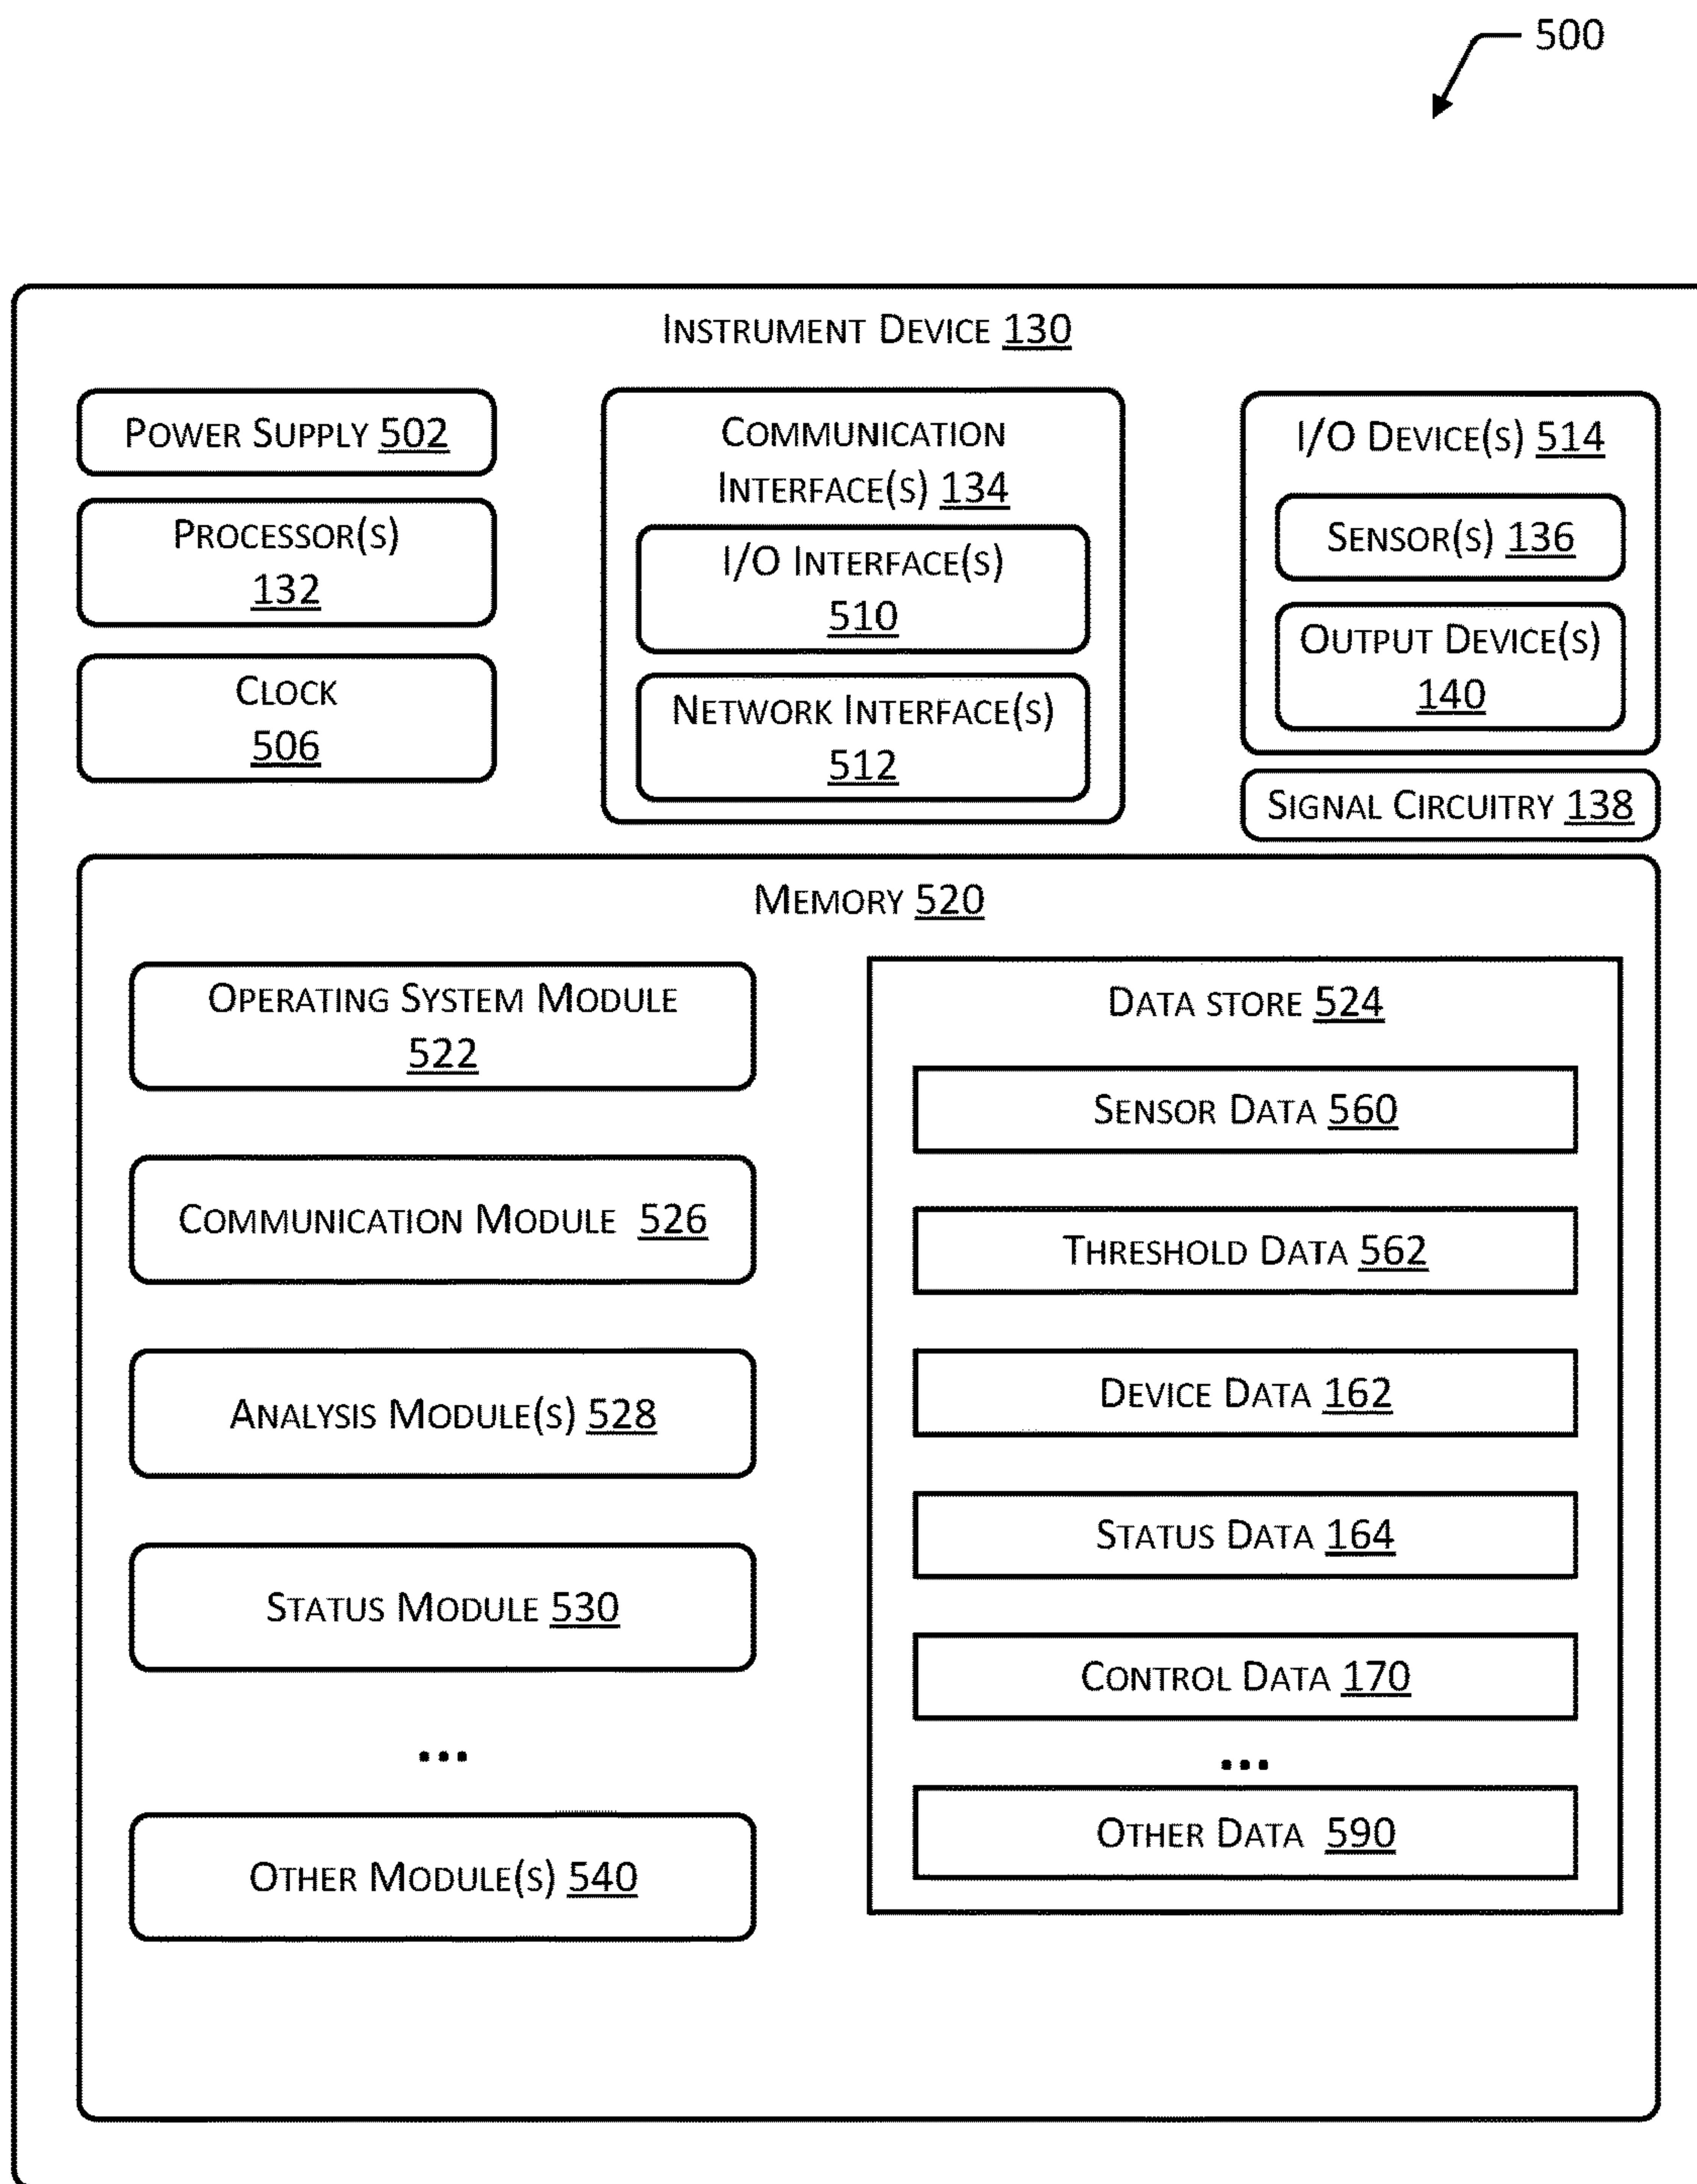 500
INSTRUMENT DEVICE 130
POWER SUPPLY 502
PROCESSOR(S)
132
CLOCK
506
COMMUNICATION
INTERFACE(S) 134
I/O INTERFACE(S)
510
NETWORK INTERFACE(S)
512
I/O DEVICE(S) 514
SENSOR(S) 136
OUTPUT DEVICE(S)
140
SIGNAL CIRCUITRY 138
MEMORY 520
OPERATING SYSTEM MODULE
522
COMMUNICATION MODULE 526
ANALYSIS MODULE(S) 528
STATUS MODULE 530
...
OTHER MODULE(S) 540
DATA STORE 524
SENSOR DATA 560
THRESHOLD DATA 562
DEVICE DATA 162
STATUS DATA 164
CONTROL DATA 170
...
OTHER DATA 590